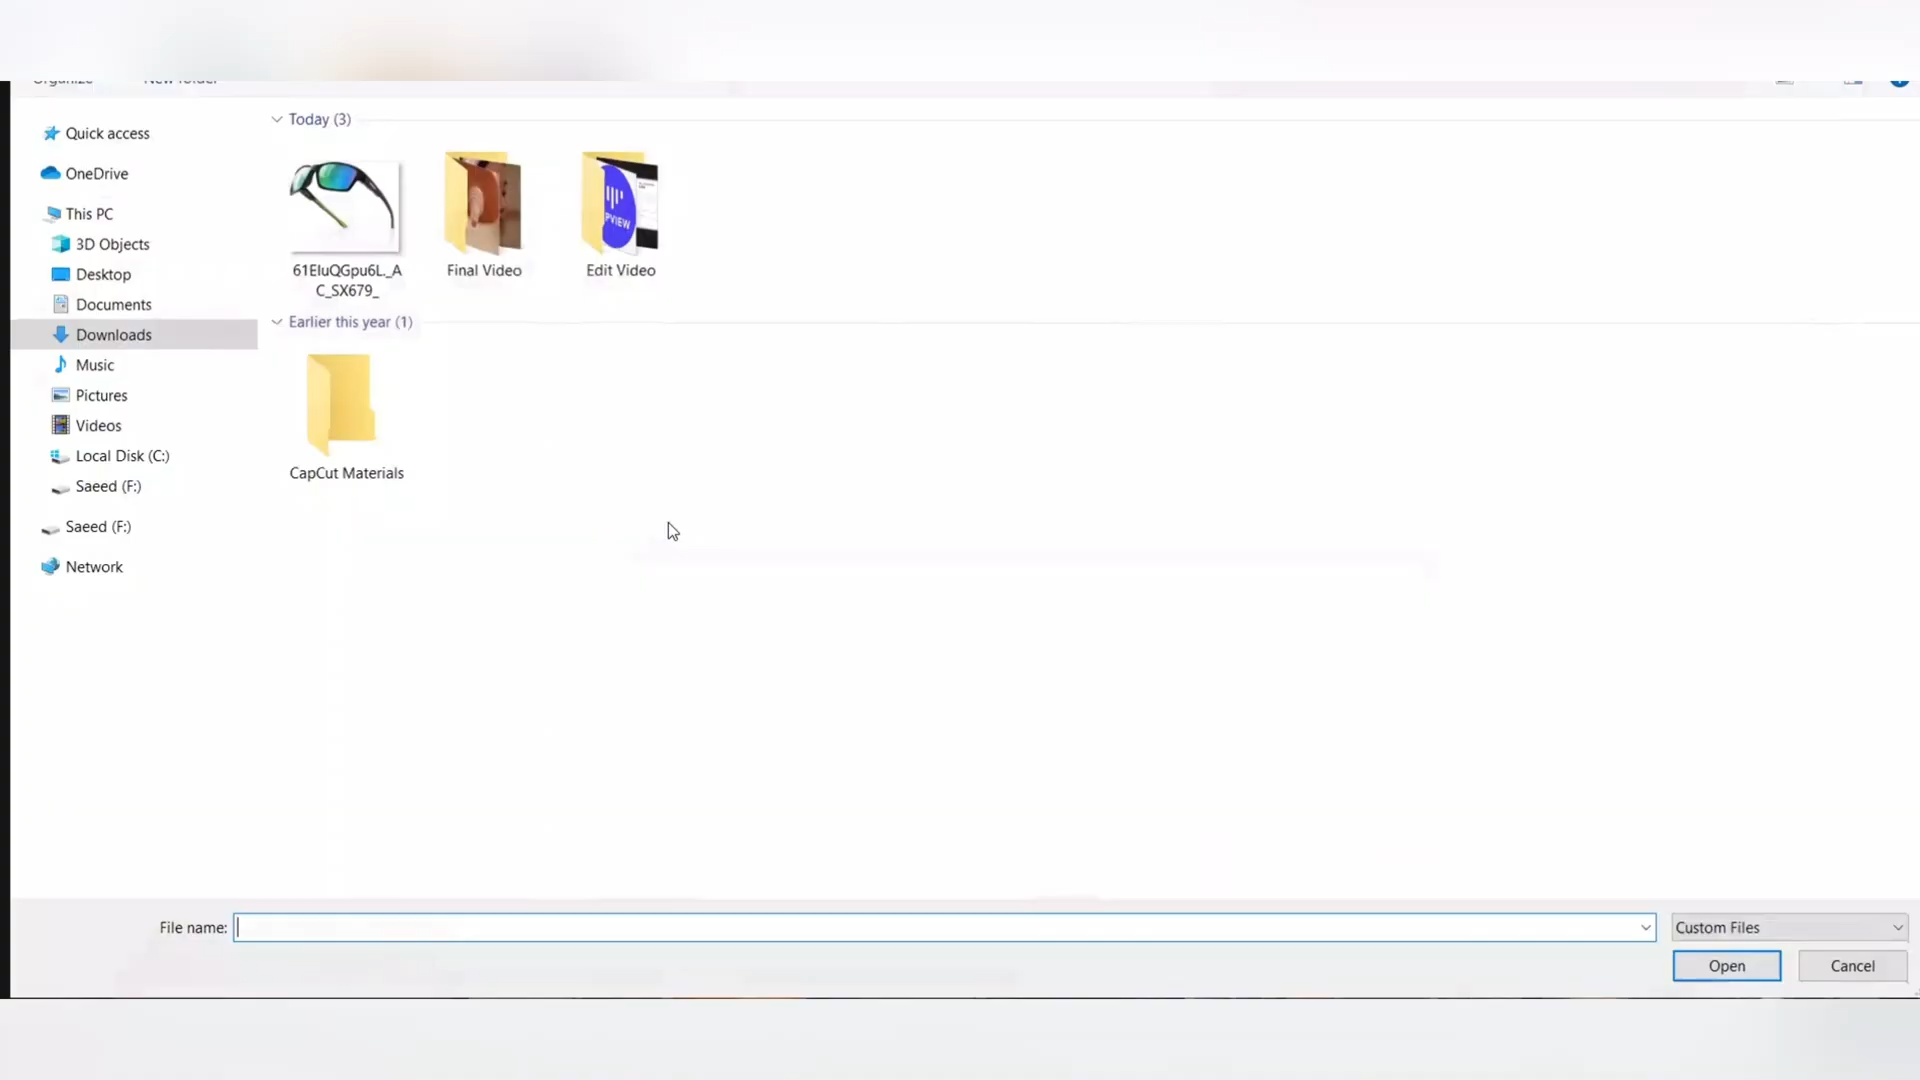 Organize New folder
Quick access
OneDrive
This PC
3D Objects
Desktop
Documents
Downloads
Music
Pictures
Videos
Local Disk (C:)
Saeed (F:)
Saeed (F:)
Network
Today (3)
61EIuQGpu6L._A
C_SX679_
Final Video
PVIEW
Edit Video
Earlier this year (1)
CapCut Materials
File name:
Custom Files
Open Cancel